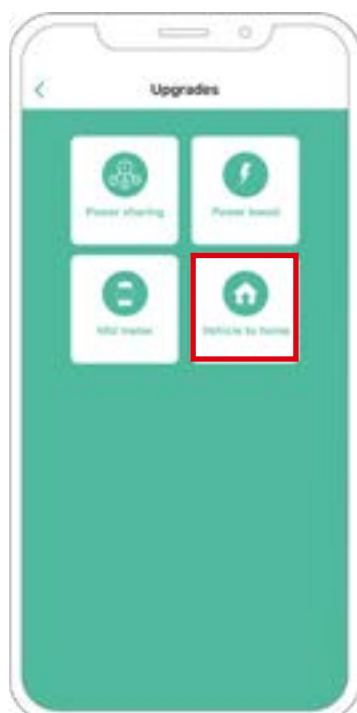 Upgrades
Power sharing
Power boost
MID meter
Vehicle to home